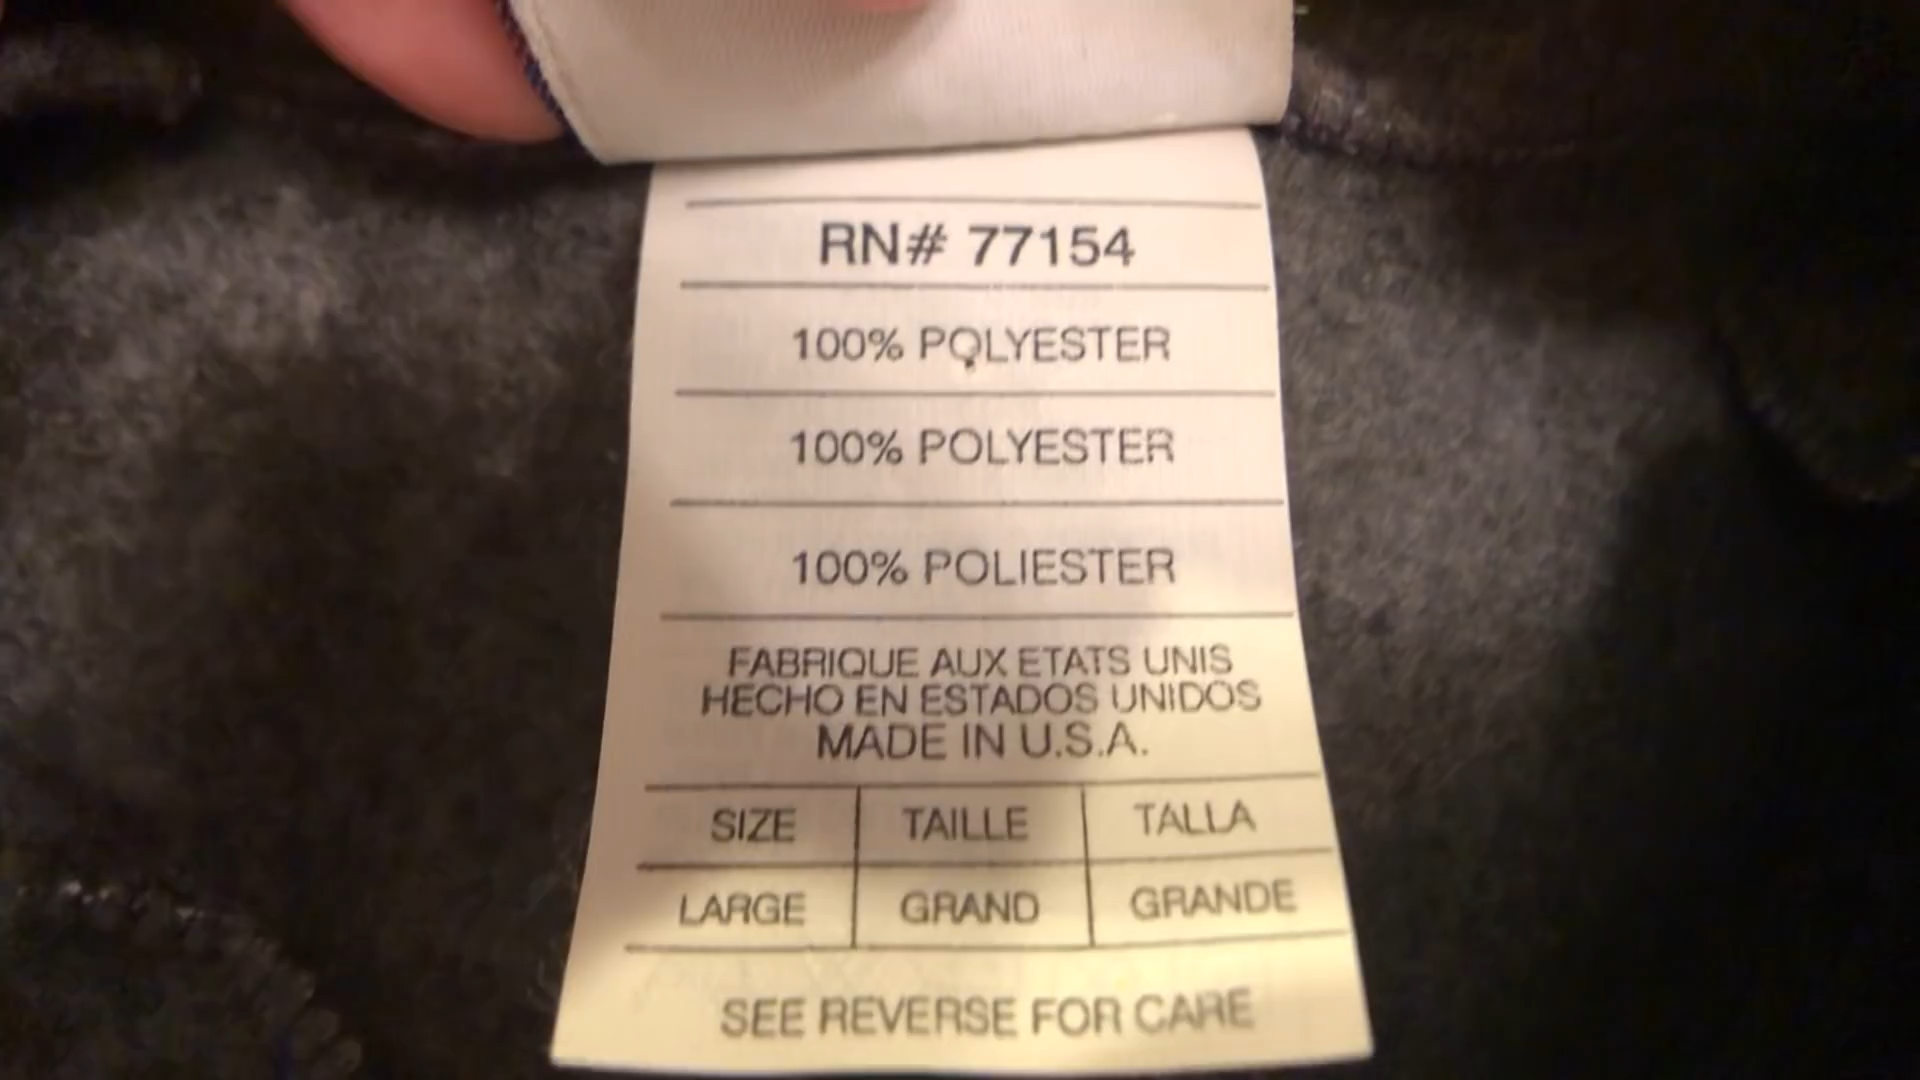 RN# 77154
100% POLYESTER
100% POLYESTER
100% POLIESTER
FABRIQUE AUX ETATS UNIS
HECHO EN ESTADOS UNIDOS
MADE IN U.S.A.
SIZE TAILLE TALLA
LARGE GRAND GRANDE
SEE REVERSE FOR CARE